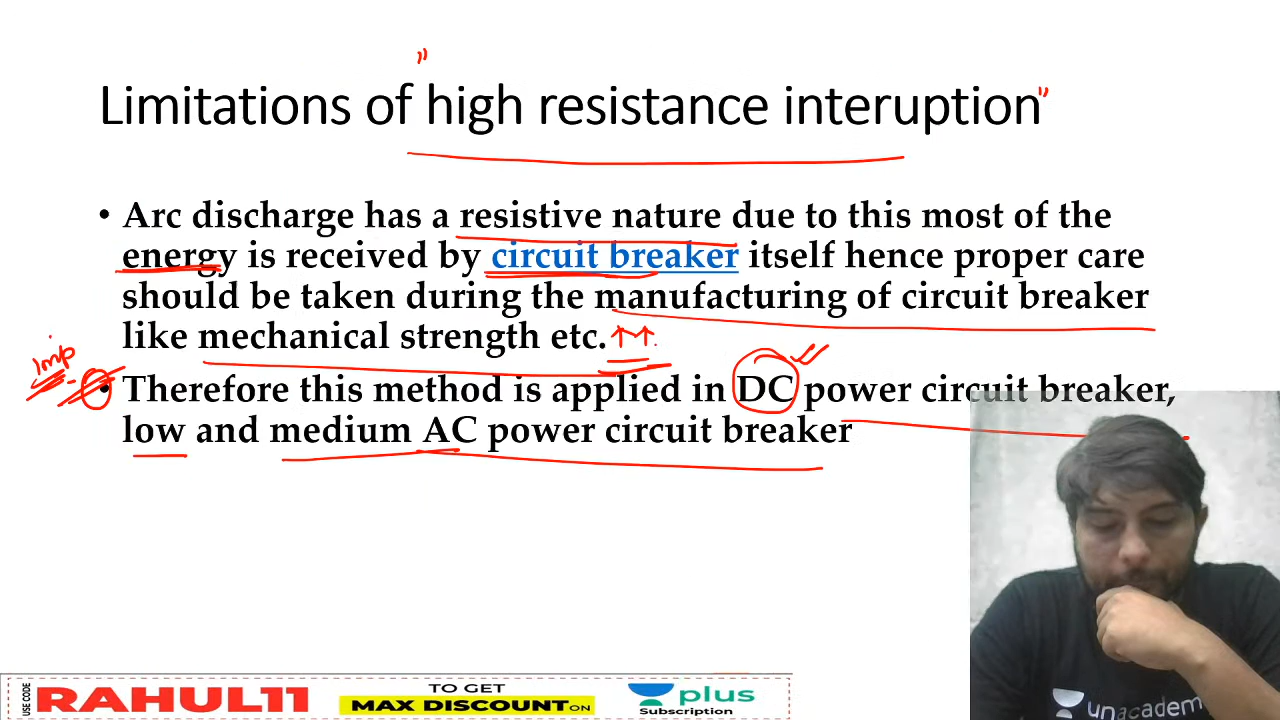 Limitations of "high resistance interuption"
• Arc discharge has a resistive nature due to this most of the
energy is received by circuit breaker itself hence proper care
should be taken during the manufacturing of circuit breaker
like mechanical strength etc. ↑↑
imp
• Therefore this method is applied in DC power circuit breaker,
low and medium AC power circuit breaker
USE CODE
RAHUL11
TO GET
MAX DISCOUNT ON
plus
Subscription
unacadem